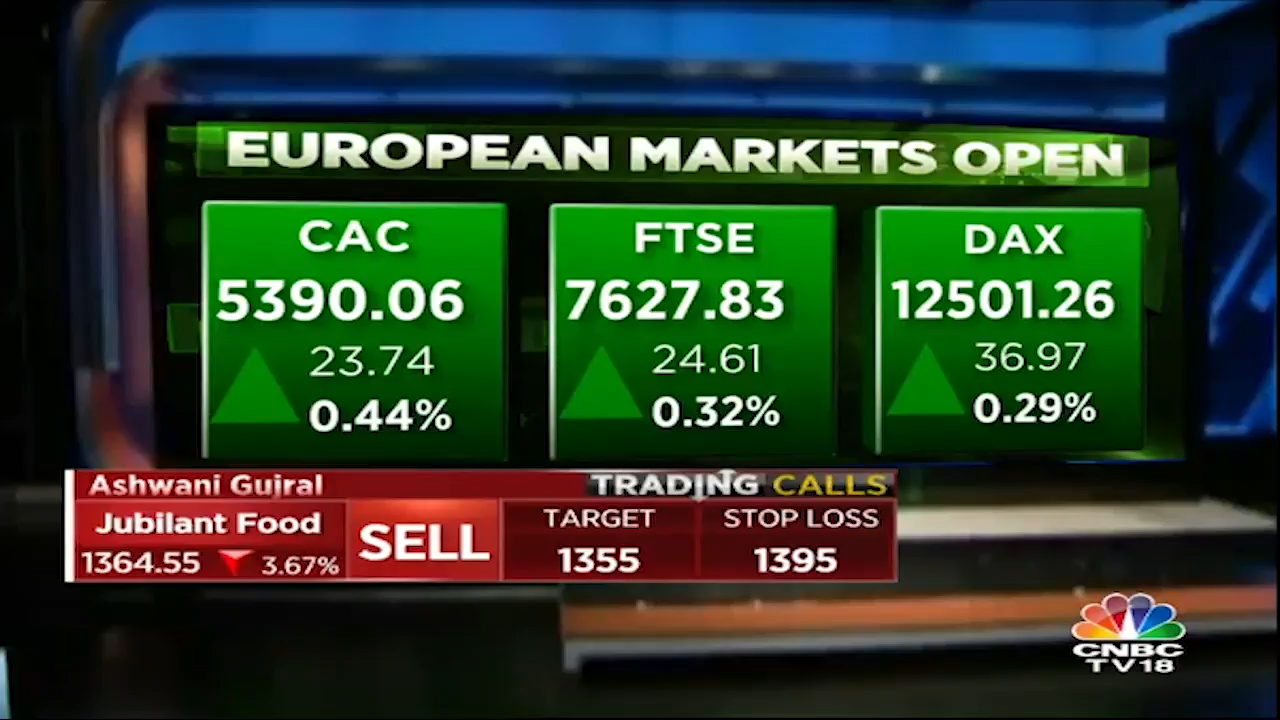 EUROPEAN MARKETS OPEN
CAC
5390.06
23.74
0.44%
FTSE
7627.83
24.61
0.32%
DAX
12501.26
36.97
0.29%
Ashwani Gujral
TRADING CALLS
Jubilant Food
1364.55 3.67%
SELL
TARGET
1355
STOP LOSS
1395
CNBC
TV18